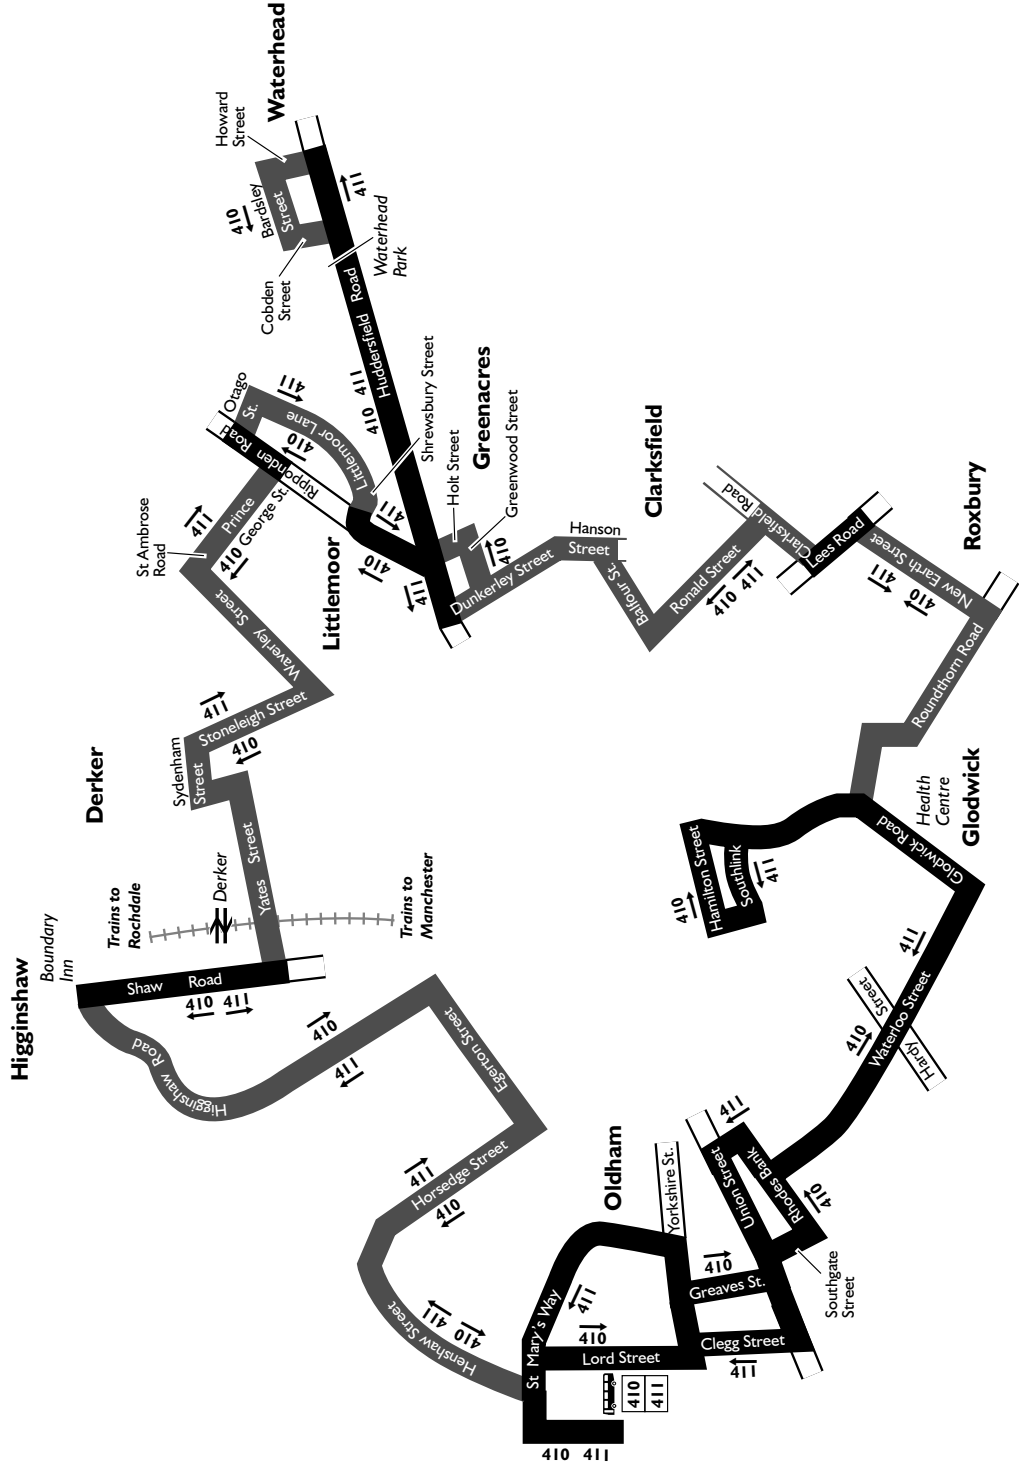 Waterhead
Howard
Street
410
Bardsley
Street
411
Cobden
Street
Waterhead
Park
Huddersfield Road
410 411
Otago
St.
411
Littlemoor Lane
410
Ripponden Road
Shrewsbury Street
Greenacres
Holt Street
Greenwood Street
411
410
411
410
Dunkerley Street
Hanson
Street
Balfour St.
Littlemoor
St Ambrose
Road
411
Prince
George St.
410
Waverley Street
411
Stoneleigh Street
410
Sydenham
Street
Derker
Yates Street
Derker
Trains to
Rochdale
Trains to
Manchester
Clarksfield
Clarksfield
Road
Clarksfield
Ronald Street
410
411
Lees Road
New Earth Street
411
410
Roxbury
Roundthorn Road
Health
Centre
Glodwick
Glodwick Road
Hamilton Street
Southlink
410
411
411
Waterloo Street
410
Hardy Street
Higginshaw
Boundary
Inn
Shaw Road
410 411
Higginshaw Road
410
411
Egerton Street
411
Horsedge Street
410
Henshaw Street
411
410
Oldham
Yorkshire St.
411
Union Street
Rhodes Bank
410
Southgate
Street
410
Greaves St.
Clegg Street
411
St Mary's Way
411
410
Lord Street
410
411
410 411